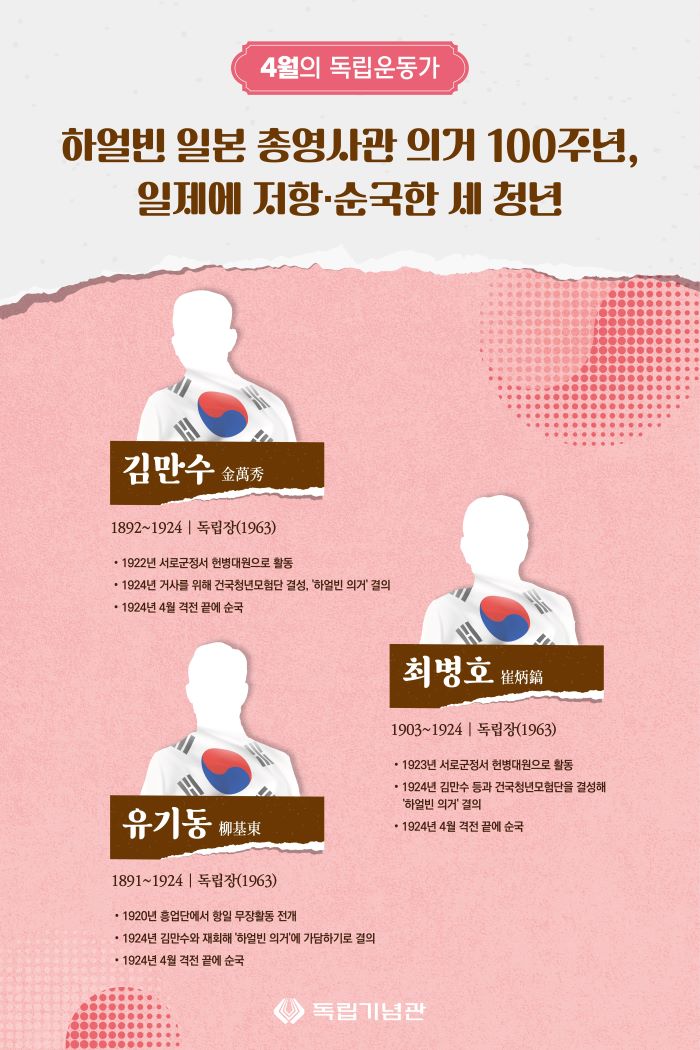 4월의 독립운동가
하얼빈 일본 총영사관 의거 100주년,
일제에 저항·순국한 세 청년
김만수 金萬秀
1892~1924 | 독립장(1963)
• 1922년 서로군정서 헌병대원으로 활동
• 1924년 거사를 위해 건국청년모험단 결성, '하얼빈 의거' 결의
• 1924년 4월 격전 끝에 순국
최병호 崔炳鎬
1903~1924 | 독립장(1963)
• 1923년 서로군정서 헌병대원으로 활동
• 1924년 김만수 등과 건국청년모험단을 결성해
'하얼빈 의거' 결의
• 1924년 4월 격전 끝에 순국
유기동 柳基東
1891~1924 | 독립장(1963)
• 1920년 흥업단에서 항일 무장활동 전개
• 1924년 김만수와 재회해 '하얼빈 의거'에 가담하기로 결의
• 1924년 4월 격전 끝에 순국
독립기념관